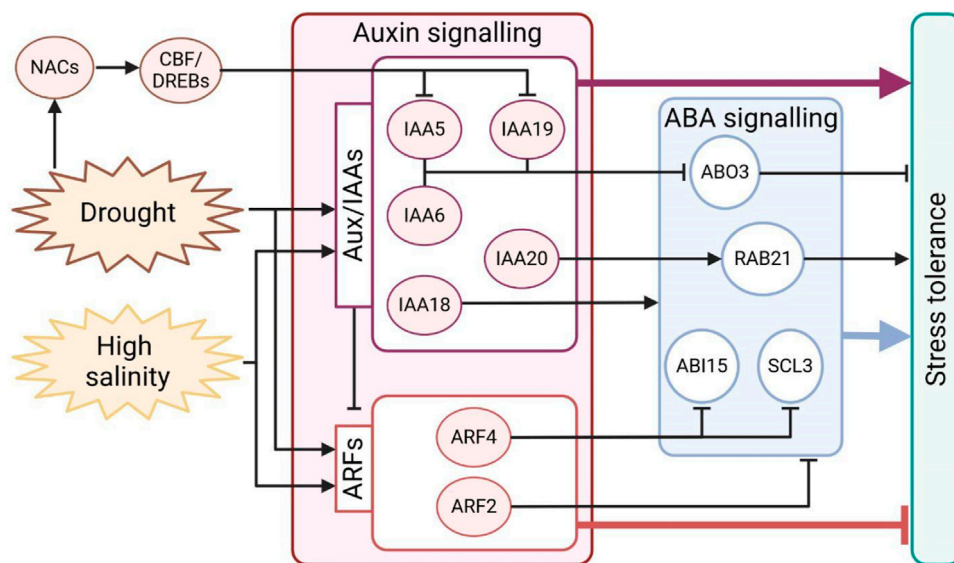 Auxin signalling
NACs
CBF/
DREBs
IAA5
IAA19
Aux/IAAs
IAA6
IAA20
IAA18
Drought
High
salinity
ABA signalling
ABO3
RAB21
ABI15
SCL3
ARFs
ARF4
ARF2
Stress tolerance